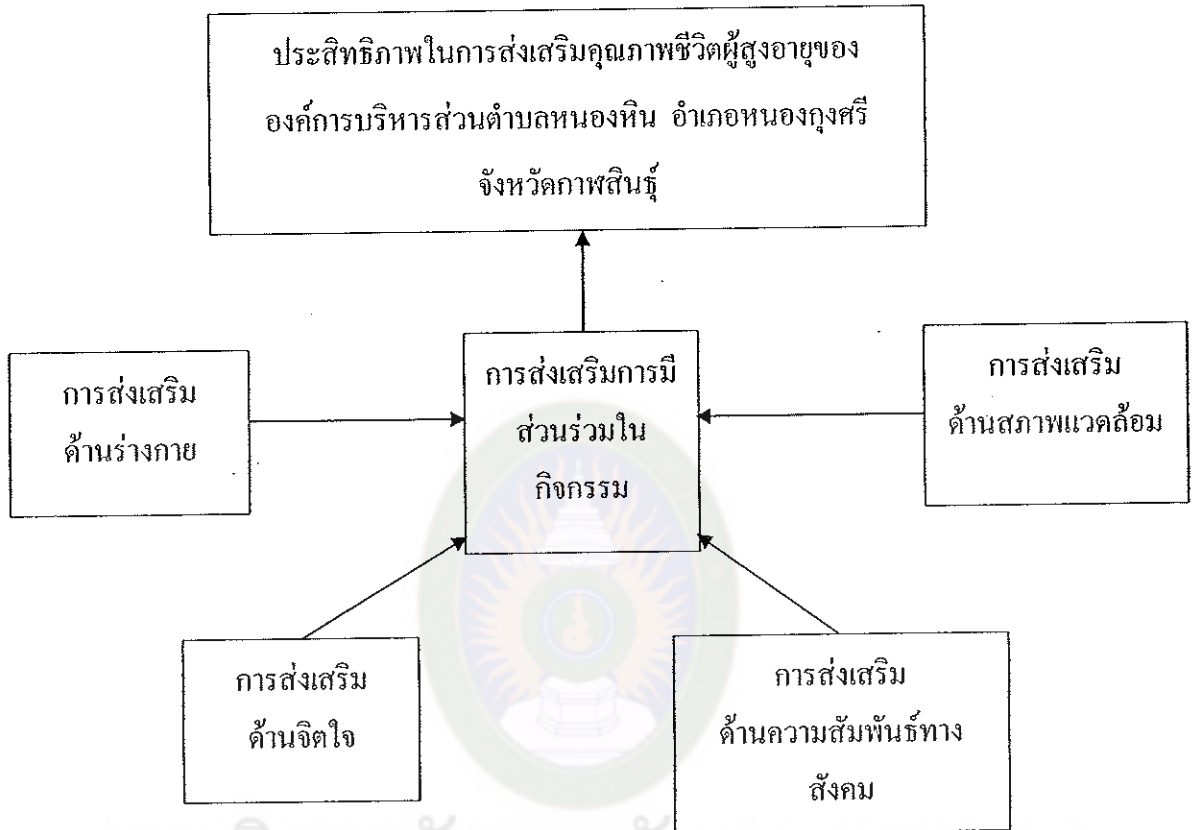 ประสิทธิภาพในการส่งเสริมคุณภาพชีวิตผู้สูงอายุของ
องค์การบริหารส่วนตำบลหนองหิน อำเภอหนองกุงศรี
จังหวัดกาฬสินธุ์
การส่งเสริม
ด้านร่างกาย
การส่งเสริมการมี
ส่วนร่วมใน
กิจกรรม
การส่งเสริม
ด้านสภาพแวดล้อม
การส่งเสริม
ด้านจิตใจ
การส่งเสริม
ด้านความสัมพันธ์ทาง
สังคม